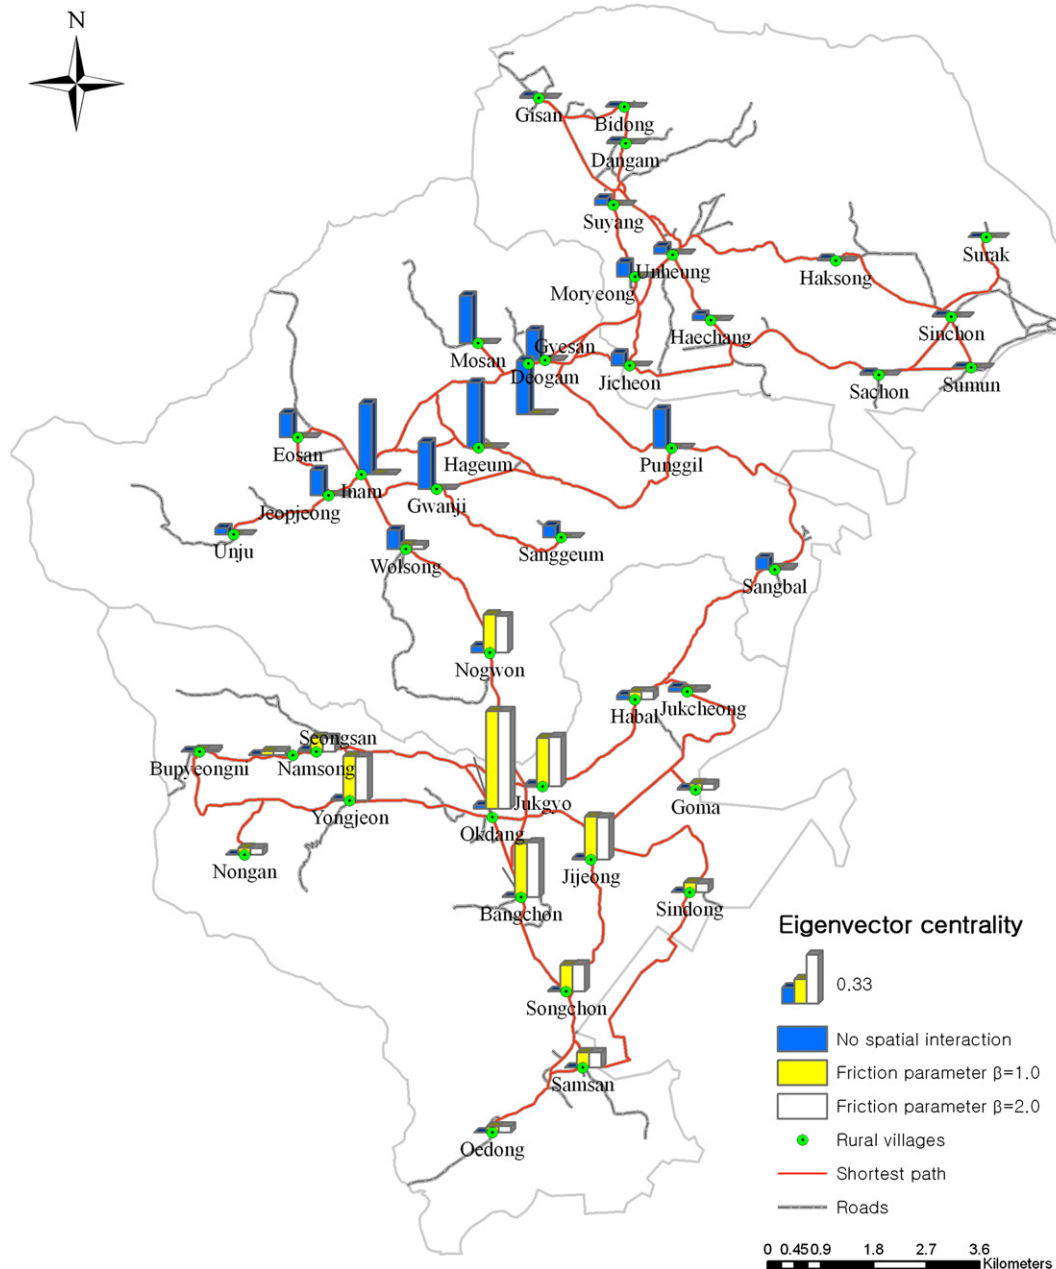 N
Gisan
Bidong
Dangam
Suyang
Unheung
Haksong
Surak
Moryeong
Haechang
Sinchon
Mosan
Gyesan
Deogam
Jicheon
Sachon
Sumun
Eosan
Inam
Hageum
Punggil
Jeopjeong
Gwanji
Unju
Wolsong
Sanggeum
Sangbal
Nogwon
Habal
Jukcheong
Seongsan
Bupyeongni
Namsong
Yongjeon
Okdang
Jukgyo
Goma
Nongan
Jijeong
Bangchon
Sindong
Songchon
Samsan
Oedong
Eigenvector centrality
0.33
No spatial interaction
Friction parameter β=1.0
Friction parameter β=2.0
Rural villages
Shortest path
Roads
0 0.45 0.9 1.8 2.7 3.6
Kilometers